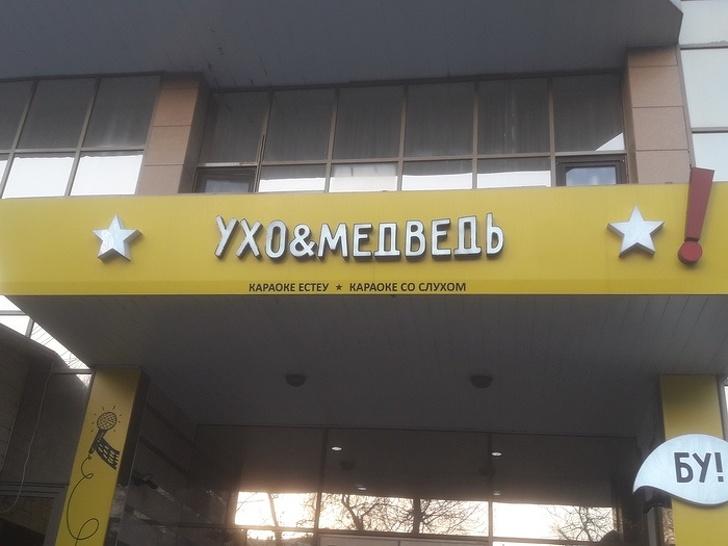 УХО&МЕДВЕДЬ
КАРАОКЕ ЕСТЕУ ★ КАРАОКЕ СО СЛУХОМ
БУ!